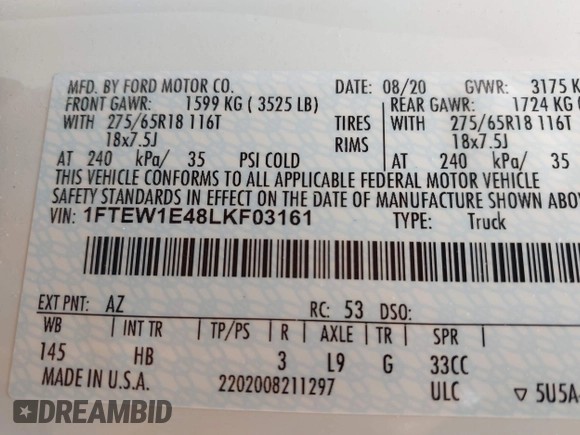 MFD. BY FORD MOTOR CO. DATE: 08/20 GVWR: 3175 K
FRONT GAWR: 1599 KG ( 3525 LB) REAR GAWR: 1724 KG
WITH 275/65R18 116T TIRES WITH 275/65R18 116T
18x7.5J RIMS 18x7.5J
AT 240 kPa/ 35 PSI COLD AT 240 kPa/ 35
THIS VEHICLE CONFORMS TO ALL APPLICABLE FEDERAL MOTOR VEHICLE
SAFETY STANDARDS IN EFFECT ON THE DATE OF MANUFACTURE SHOWN ABOV
VIN: 1FTEW1E48LKF03161 TYPE: Truck
EXT PNT: AZ RC: 53 DSO:
WB INT TR TP/PS R AXLE TR SPR
145 HB 3 L9 G 33CC
MADE IN U.S.A. 2202008211297 ULC ▽ 5U5A-
DREAMBID